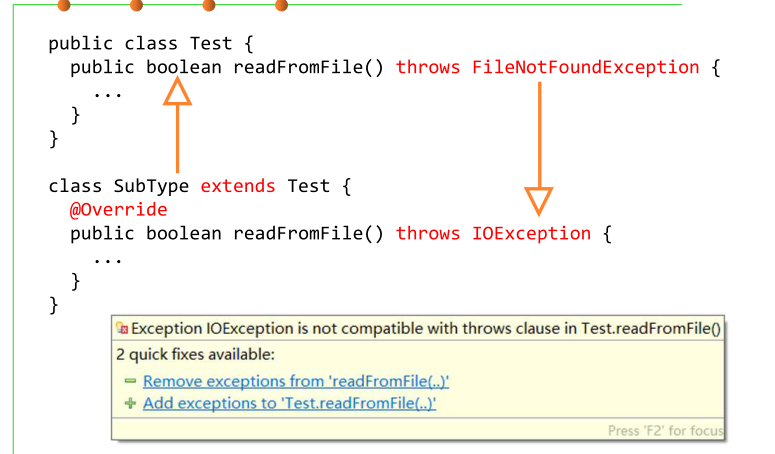 public class Test {
public boolean readFromFile() throws FileNotFoundException {
...
}
}
class SubType extends Test {
@Override
public boolean readFromFile() throws IOException {
...
}
}
Exception IOException is not compatible with throws clause in Test.readFromFile()
2 quick fixes available:
Remove exceptions from 'readFromFile(..)'
Add exceptions to 'Test.readFromFile(..)'
Press 'F2' for focus